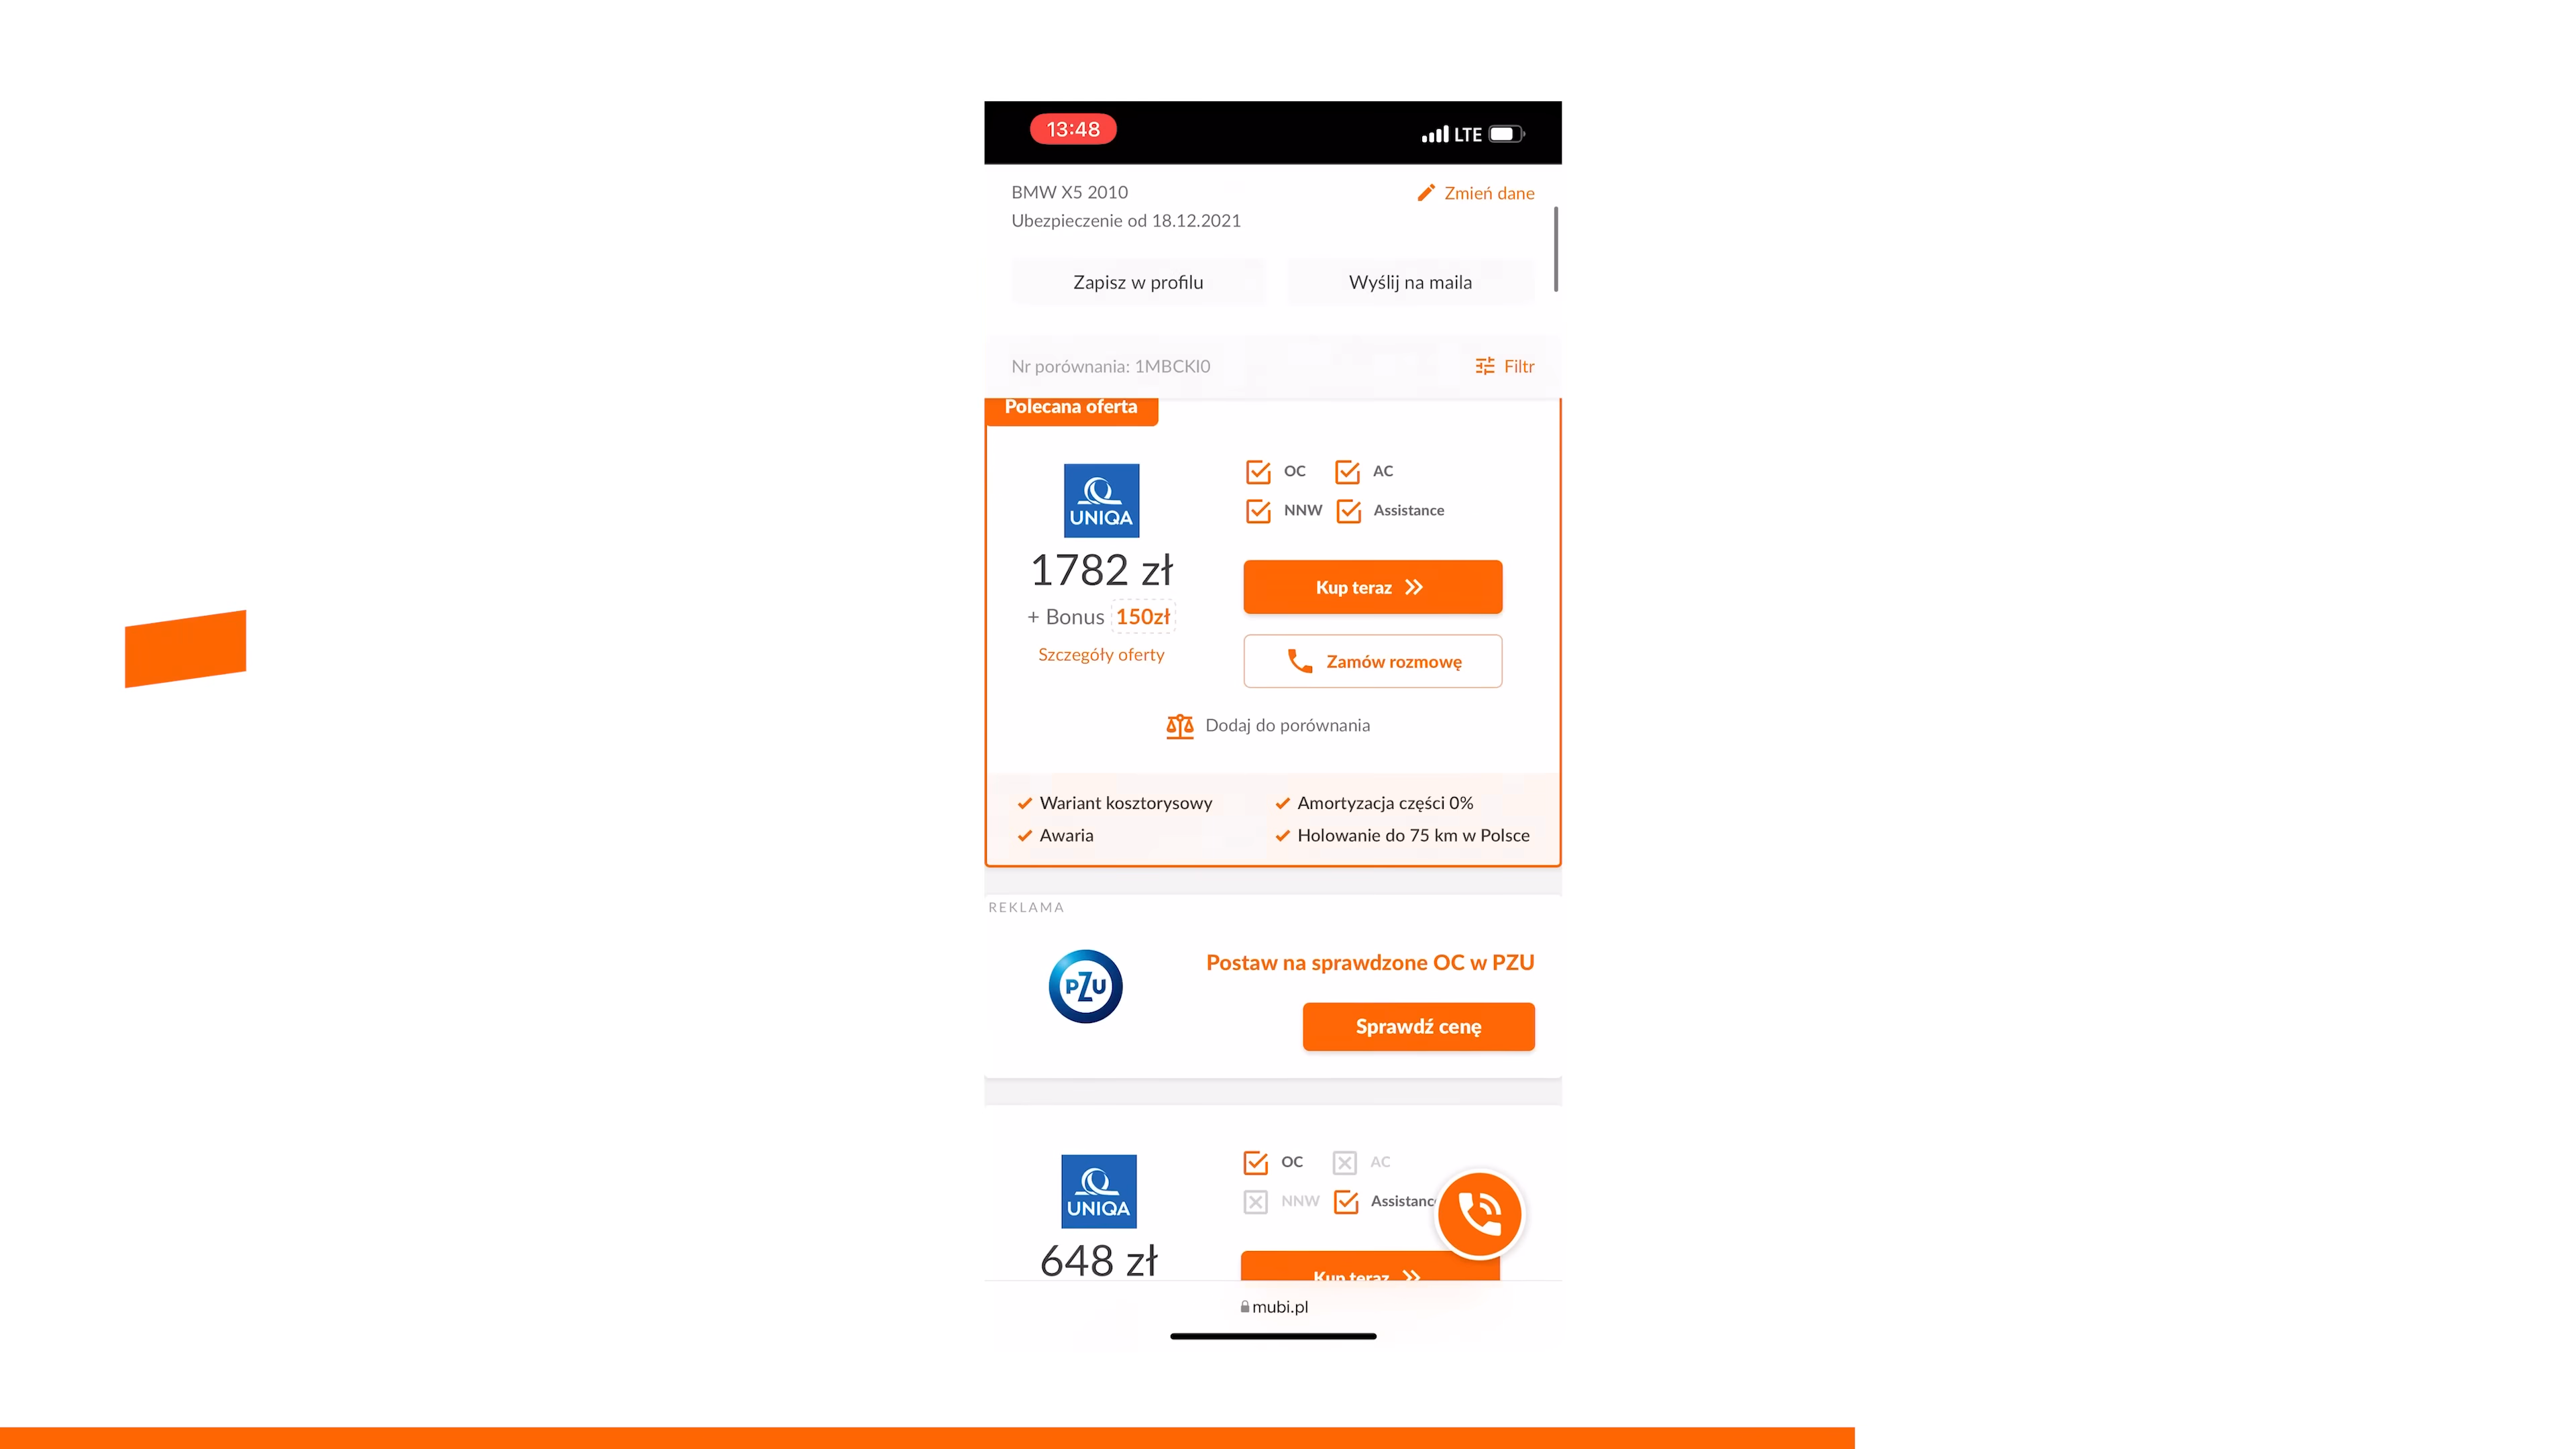 13:48 LTE
BMW X5 2010
Zmień dane
Ubezpieczenie od 18.12.2021
Zapisz w profilu
Wyślij na maila
Nr porównania: 1MBCKI0
Filtr
Polecana oferta
UNIQA
OC AC
NNW Assistance
1782 zł
+ Bonus 150zł
Szczegóły oferty
Kup teraz
Zamów rozmowę
Dodaj do porównania
Wariant kosztorysowy
Amortyzacja części 0%
Awaria
Holowanie do 75 km w Polsce
REKLAMA
PZU
Postaw na sprawdzone OC w PZU
Sprawdź cenę
UNIQA
OC AC
NNW Assistanc
648 zł
Kup teraz
mubi.pl